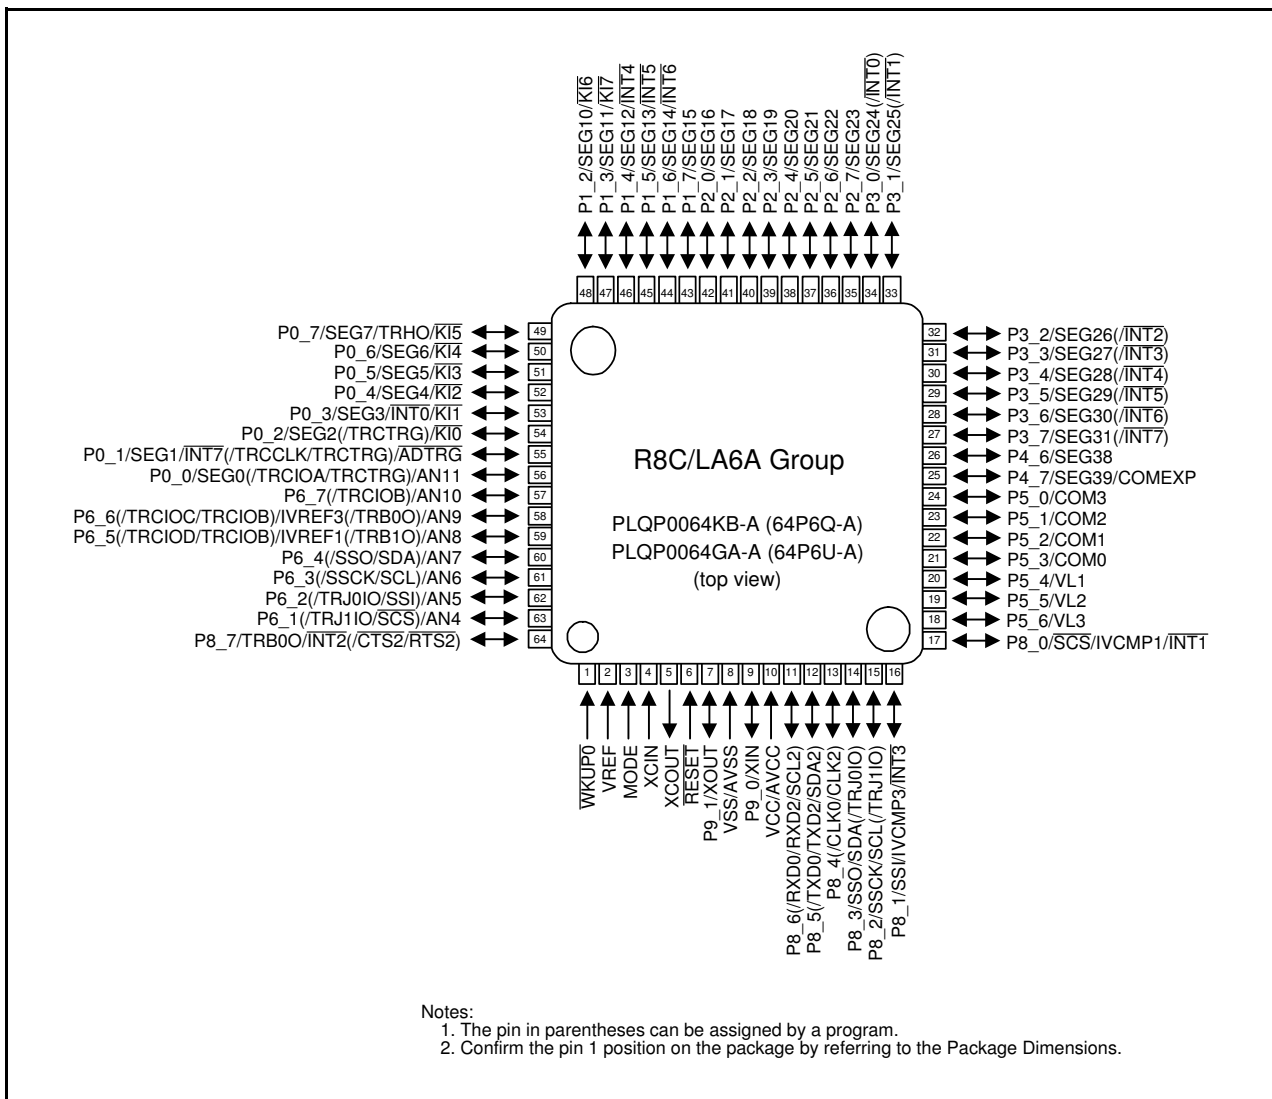 P1_2/SEG10/KI6
P1_3/SEG11/KI7
P1_4/SEG12/INT4
P1_5/SEG13/INT5
P1_6/SEG14/INT6
P1_7/SEG15
P2_0/SEG16
P2_1/SEG17
P2_2/SEG18
P2_3/SEG19
P2_4/SEG20
P2_5/SEG21
P2_6/SEG22
P2_7/SEG23
P3_0/SEG24(/INT0)
P3_1/SEG25(/INT1)
48 47 46 45 44 43 42 41 40 39 38 37 36 35 34 33
P0_7/SEG7/TRHO/KI5 49
P0_6/SEG6/KI4 50
P0_5/SEG5/KI3 51
P0_4/SEG4/KI2 52
P0_3/SEG3/INT0/KI1 53
P0_2/SEG2(/TRCTRG)/KI0 54
P0_1/SEG1/INT7(/TRCCLK/TRCTRG)/ADTRG 55
P0_0/SEG0(/TRCIOA/TRCTRG)/AN11 56
P6_7(/TRCIOB)/AN10 57
P6_6(/TRCIOC/TRCIOB)/IVREF3(/TRB0O)/AN9 58
P6_5(/TRCIOD/TRCIOB)/IVREF1(/TRB1O)/AN8 59
P6_4(/SSO/SDA)/AN7 60
P6_3(/SSCK/SCL)/AN6 61
P6_2(/TRJ0IO/SSI)/AN5 62
P6_1(/TRJ1IO/SCS)/AN4 63
P8_7/TRB0O/INT2(/CTS2/RTS2) 64
R8C/LA6A Group
PLQP0064KB-A (64P6Q-A)
PLQP0064GA-A (64P6U-A)
(top view)
32 P3_2/SEG26(/INT2)
31 P3_3/SEG27(/INT3)
30 P3_4/SEG28(/INT4)
29 P3_5/SEG29(/INT5)
28 P3_6/SEG30(/INT6)
27 P3_7/SEG31(/INT7)
26 P4_6/SEG38
25 P4_7/SEG39/COMEXP
24 P5_0/COM3
23 P5_1/COM2
22 P5_2/COM1
21 P5_3/COM0
20 P5_4/VL1
19 P5_5/VL2
18 P5_6/VL3
17 P8_0/SCS/IVCMP1/INT1
1 2 3 4 5 6 7 8 9 10 11 12 13 14 15 16
WKUP0
VREF
MODE
XCIN
XCOUT
RESET
P9_1/XOUT
VSS/AVSS
P9_0/XIN
VCC/AVCC
P8_6(/RXD0/RXD2/SCL2)
P8_5(/TXD0/TXD2/SDA2)
P8_4(/CLK0/CLK2)
P8_3/SSO/SDA(/TRJ0IO)
P8_2/SSCK/SCL(/TRJ1IO)
P8_1/SSI/IVCMP3/INT3
Notes:
1. The pin in parentheses can be assigned by a program.
2. Confirm the pin 1 position on the package by referring to the Package Dimensions.